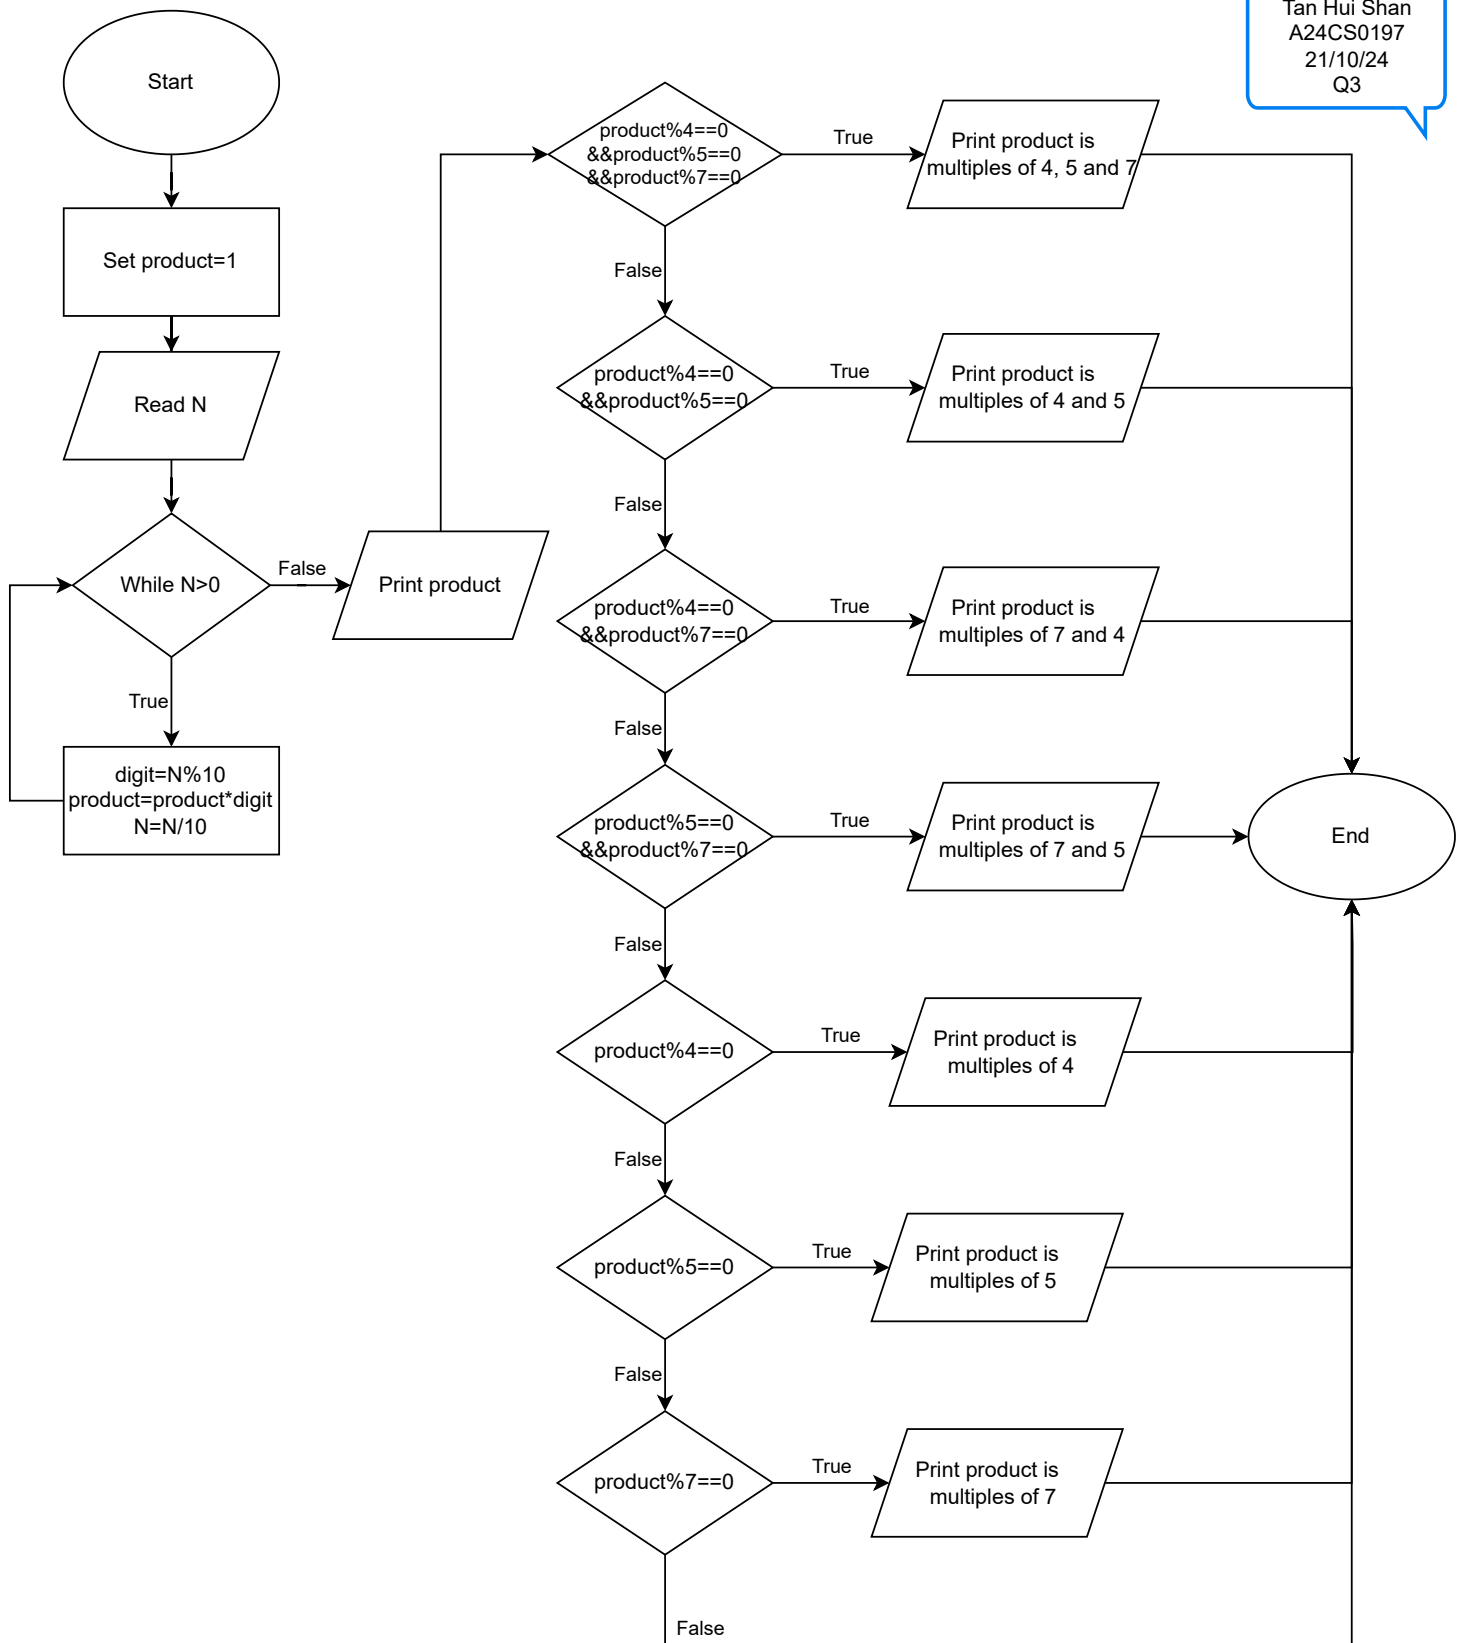 Tan Hui Shan
A24CS0197
21/10/24
Q3
Start
Set product=1
Read N
While N>0
False
True
digit=N%10
product=product*digit
N=N/10
Print product
product%4==0
&&product%5==0
&&product%7==0
True
Print product is
multiples of 4, 5 and 7
False
product%4==0
&&product%5==0
True
Print product is
multiples of 4 and 5
False
product%4==0
&&product%7==0
True
Print product is
multiples of 7 and 4
False
product%5==0
&&product%7==0
True
Print product is
multiples of 7 and 5
End
False
product%4==0
True
Print product is
multiples of 4
False
product%5==0
True
Print product is
multiples of 5
False
product%7==0
True
Print product is
multiples of 7
False